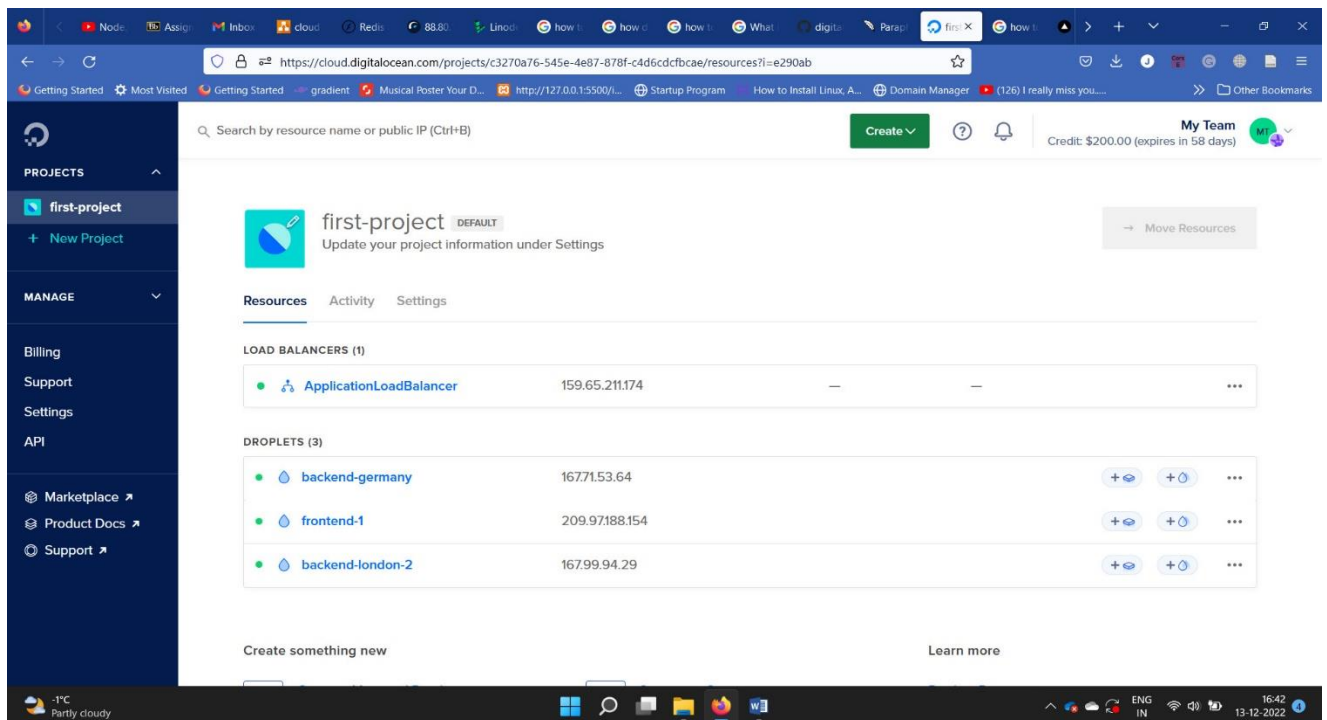 Node. Tib Assign M Inbox cloud Redis 88.80. Linod how t how d how t What digita Parap first × how t
https://cloud.digitalocean.com/projects/c3270a76-545e-4e87-878f-c4d6cdcfbcae/resources?i=e290ab
Getting Started Most Visited Getting Started gradient Musical Poster Your D... http://127.0.0.1:5500/i... Startup Program How to Install Linux, A... Domain Manager (126) I really miss you..... Other Bookmarks
Search by resource name or public IP (Ctrl+B)
Create
My Team
Credit: $200.00 (expires in 58 days)
MT
PROJECTS
first-project
+ New Project
MANAGE
Billing
Support
Settings
API
Marketplace
Product Docs
Support
first-project DEFAULT
Update your project information under Settings
→ Move Resources
Resources Activity Settings
LOAD BALANCERS (1)
ApplicationLoadBalancer 159.65.211.174 — — ...
DROPLETS (3)
backend-germany 167.71.53.64 + + ...
frontend-1 209.97.188.154 + + ...
backend-london-2 167.99.94.29 + + ...
Create something new Learn more
-1°C
Partly cloudy
ENG
IN
16:42
13-12-2022
4